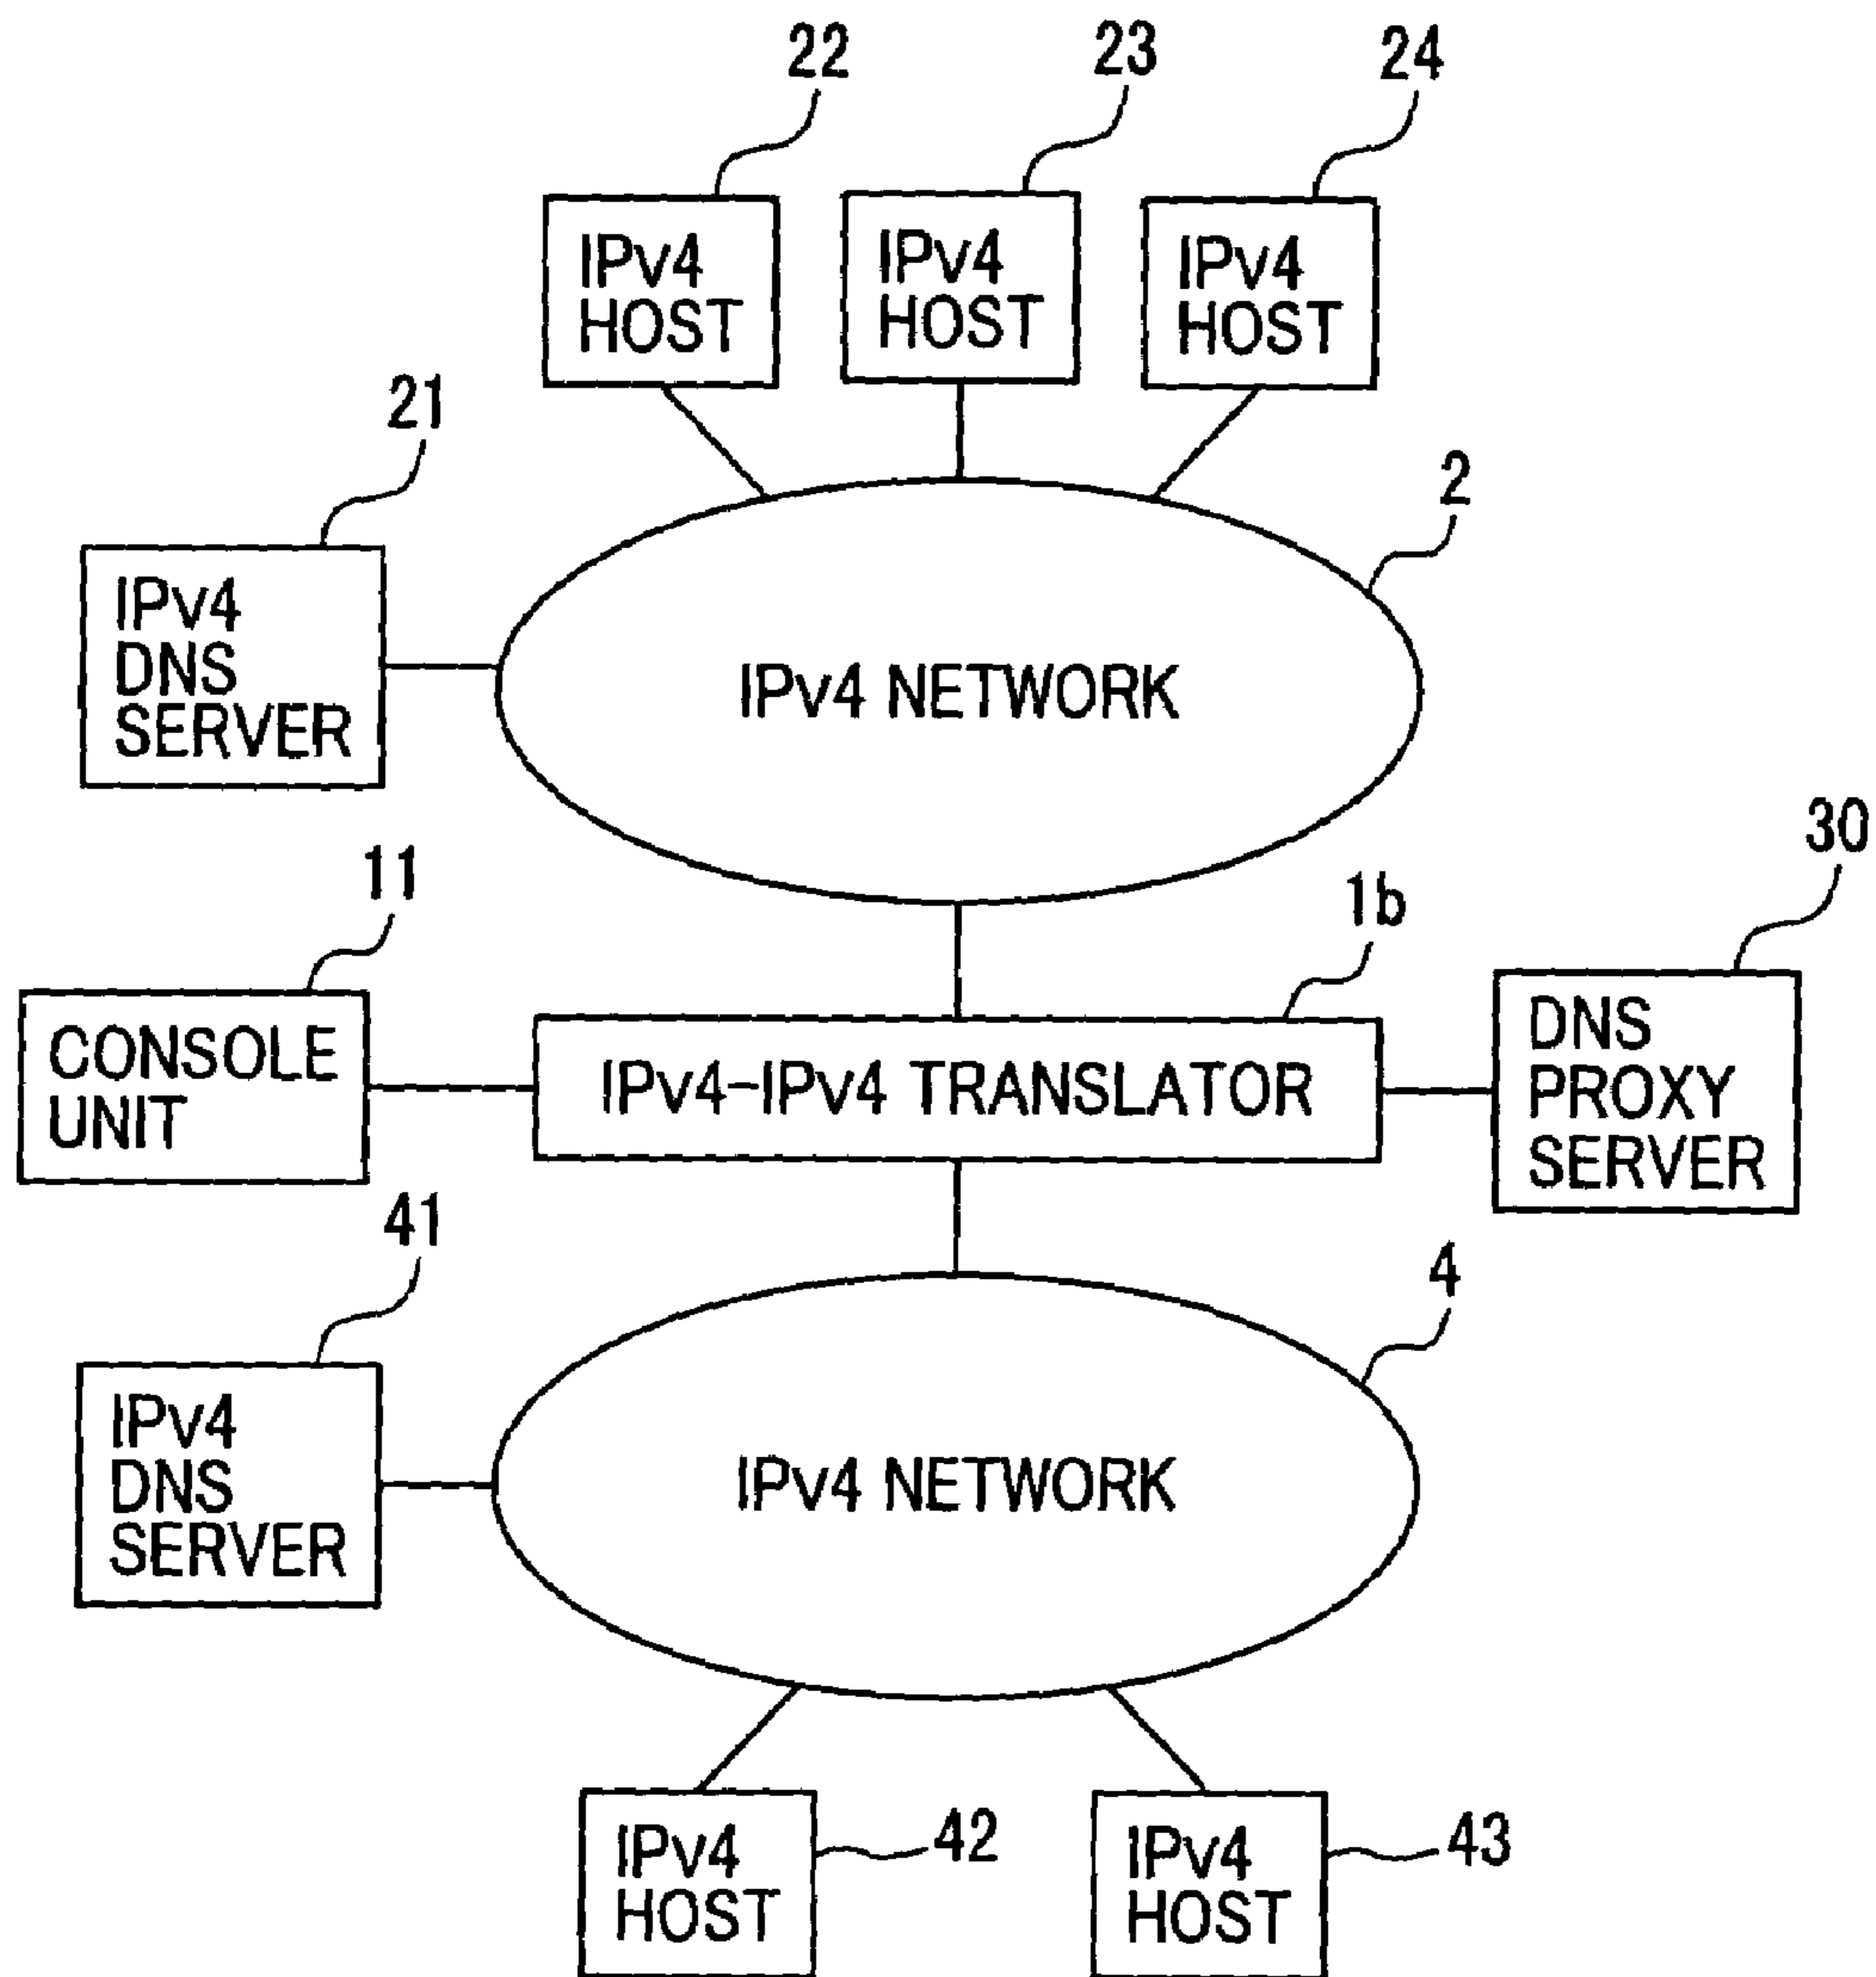 22
23
24
IPv4
HOST
IPv4
HOST
IPv4
HOST
21
2
IPv4
DNS
SERVER
IPv4 NETWORK
30
11
1b
CONSOLE
UNIT
IPv4-IPv4 TRANSLATOR
DNS
PROXY
SERVER
41
4
IPv4
DNS
SERVER
IPv4 NETWORK
IPv4
HOST
42
IPv4
HOST
43